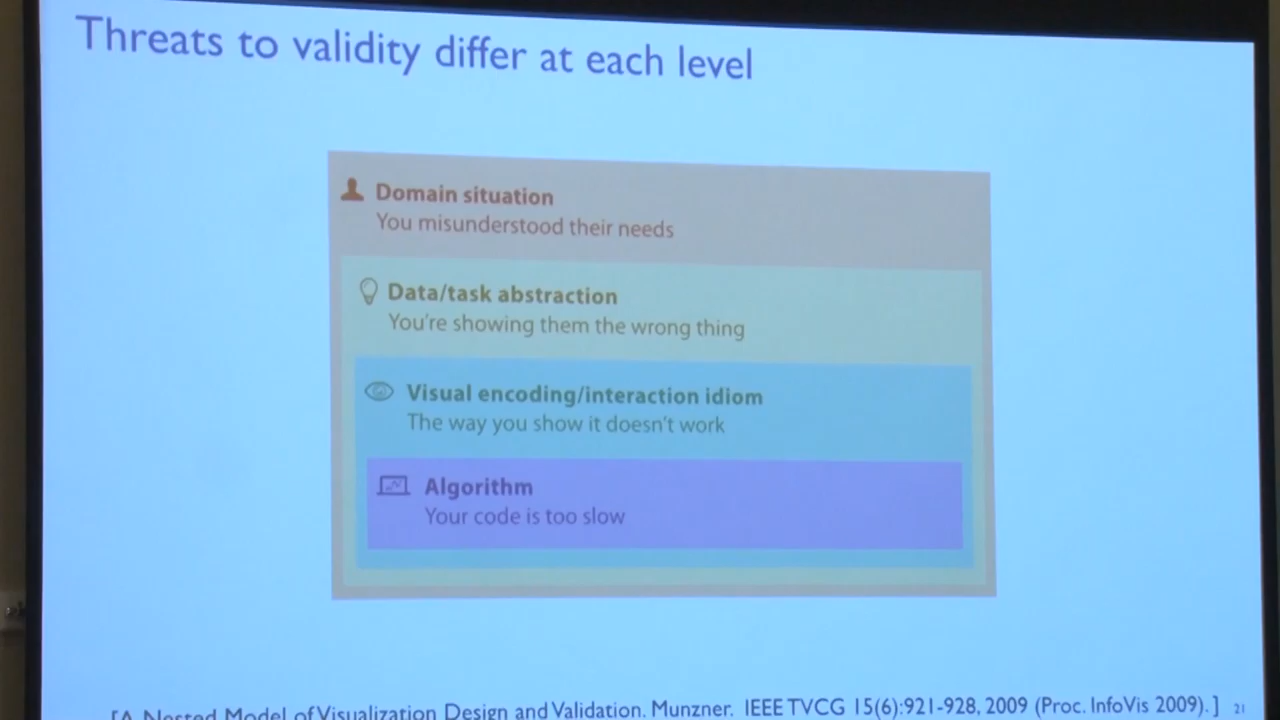 Threats to validity differ at each level
Domain situation
You misunderstood their needs
Data/task abstraction
You're showing them the wrong thing
Visual encoding/interaction idiom
The way you show it doesn't work
Algorithm
Your code is too slow
[A Nested Model of Visualization Design and Validation. Munzner. IEEE TVCG 15(6):921-928, 2009 (Proc. InfoVis 2009).] 21